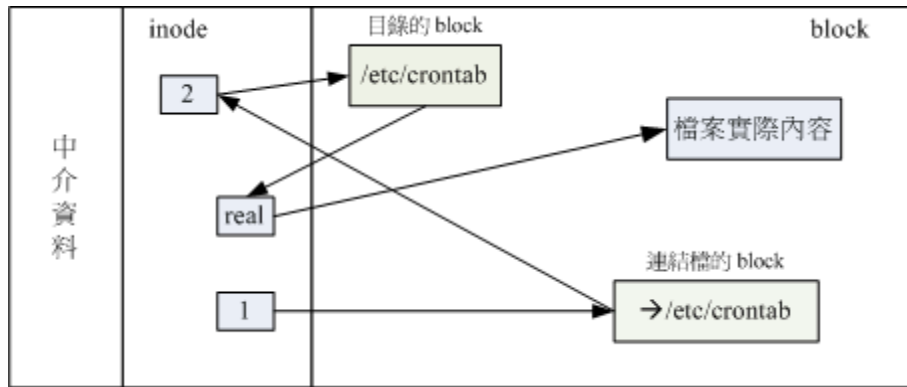 inode
目錄的 block
block
/etc/crontab
2
檔案實際內容
中介資料
real
連結檔的 block
1
→/etc/crontab